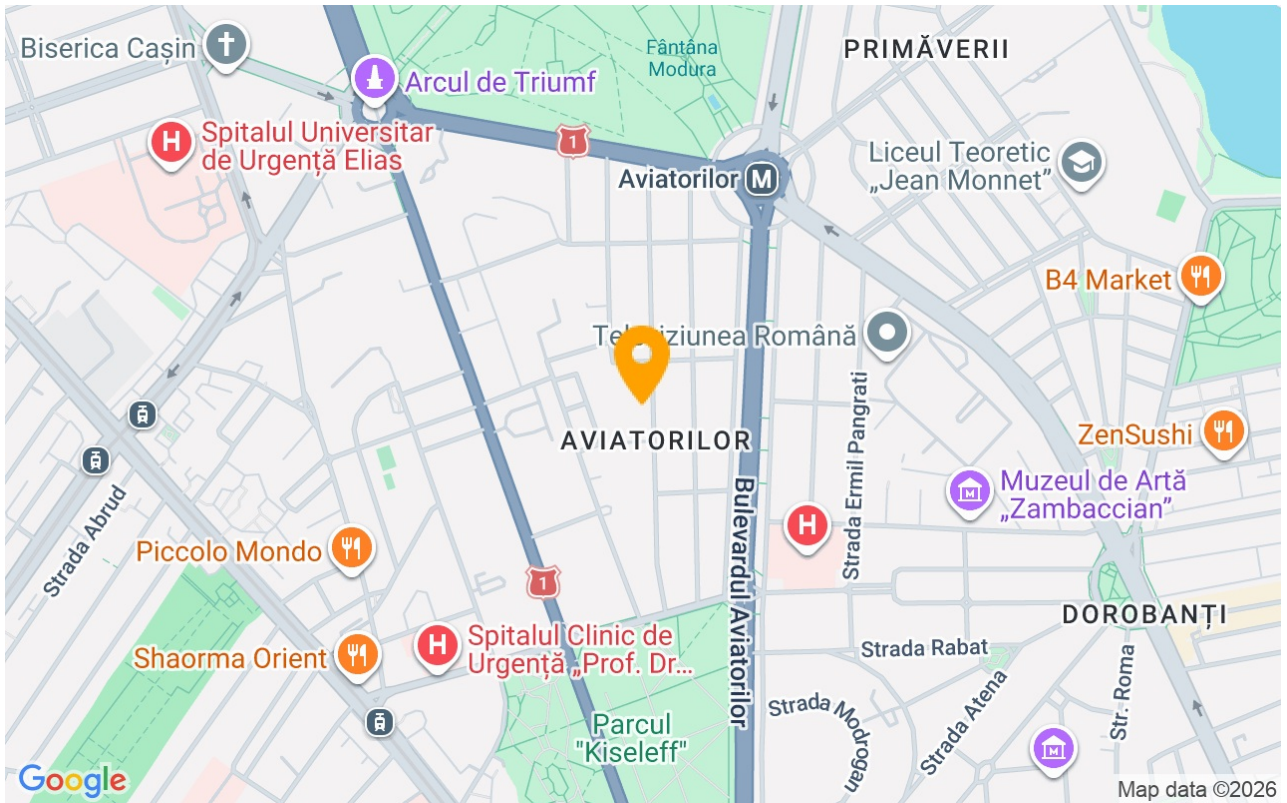 Biserica Cașin
Arcul de Triumf
Fântâna
Modura
PRIMĂVERII
H
Spitalul Universitar
de Urgență Elias
1
Aviatorilor
M
Liceul Teoretic
„Jean Monnet”
B4 Market
Televiziunea Română
AVIATORILOR
Bulevardul Aviatorilor
Strada Ermil Pangrati
ZenSushi
M
Muzeul de Artă
„Zambaccian”
H
Strada Abrud
Piccolo Mondo
1
DOROBANȚI
Shaorma Orient
H
Spitalul Clinic de
Urgență „Prof. Dr...
Strada Rabat
Strada Atena
Str. Roma
Strada Modrogan
Parcul
"Kiseleff"
M
Google
Map data ©2026